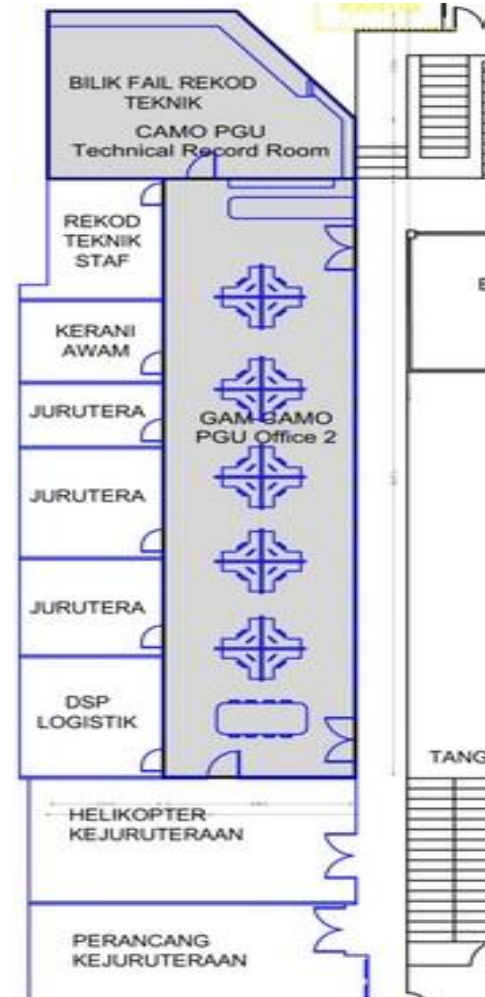 BILIK FAIL REKOD
TEKNIK
CAMO PGU
Technical Record Room
REKOD
TEKNIK
STAF
KERANI
AWAM
JURUTERA
GAM CAMO
PGU Office 2
JURUTERA
JURUTERA
DSP
LOGISTIK
TANG
HELIKOPTER
KEJURUTERAAN
PERANCANG
KEJURUTERAAN